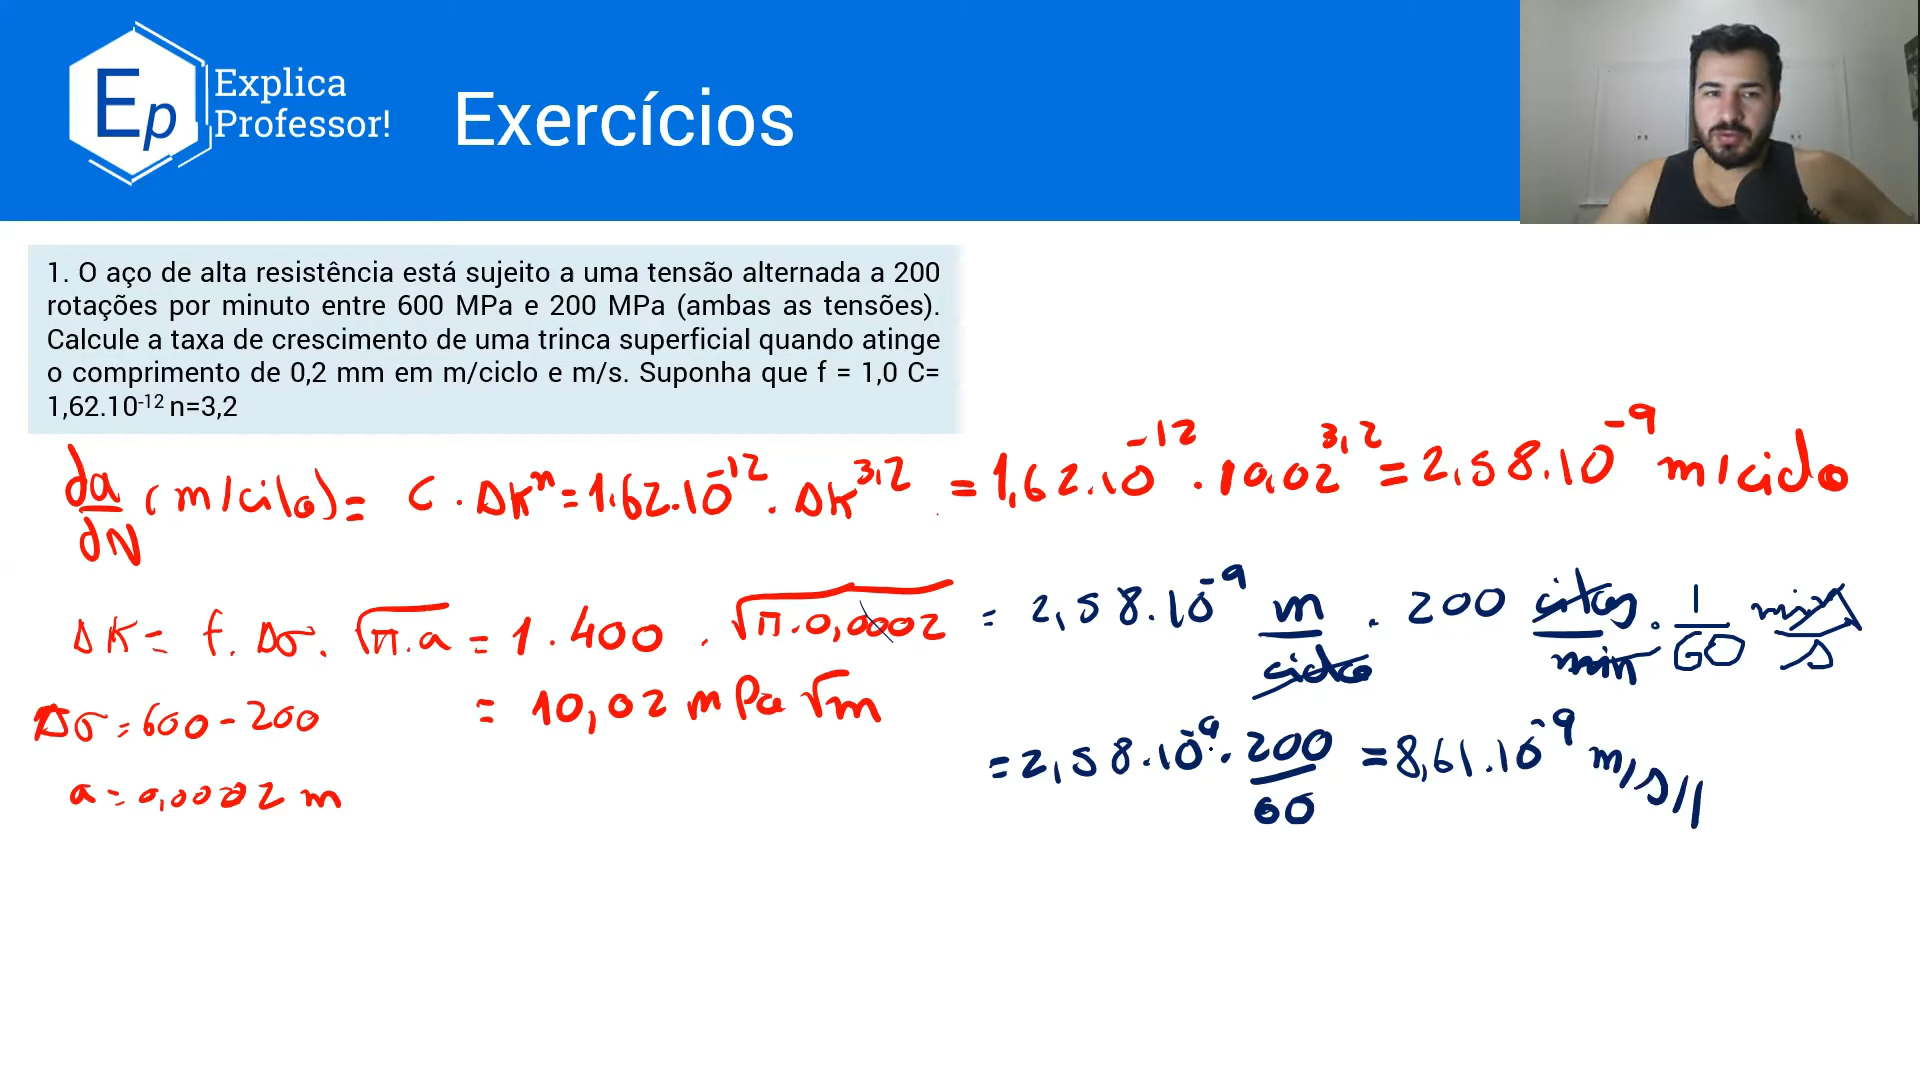 Ep Explica
Professor!
Exercícios
1. O aço de alta resistência está sujeito a uma tensão alternada a 200
rotações por minuto entre 600 MPa e 200 MPa (ambas as tensões).
Calcule a taxa de crescimento de uma trinca superficial quando atinge
o comprimento de 0,2 mm em m/ciclo e m/s. Suponha que f = 1,0 C=
1,62.10⁻¹² n=3,2
da/dN (m/ciclo) = C . ΔKⁿ = 1.62.10⁻¹² . ΔK³,² = 1,62.10⁻¹² . 10,02³,² = 2,58.10⁻⁹ m/ciclo
ΔK = f. Δσ. √π.a = 1.400 . √π.0,0002
= 10,02 mPa √m
Δσ = 600 - 200
a = 0,0002 m
= 2,58.10⁻⁹ m/ciclo . 200 ciclos/min . 1/60 min/s
= 2,58.10⁻⁹ . 200/60 = 8,61.10⁻⁹ m/s//